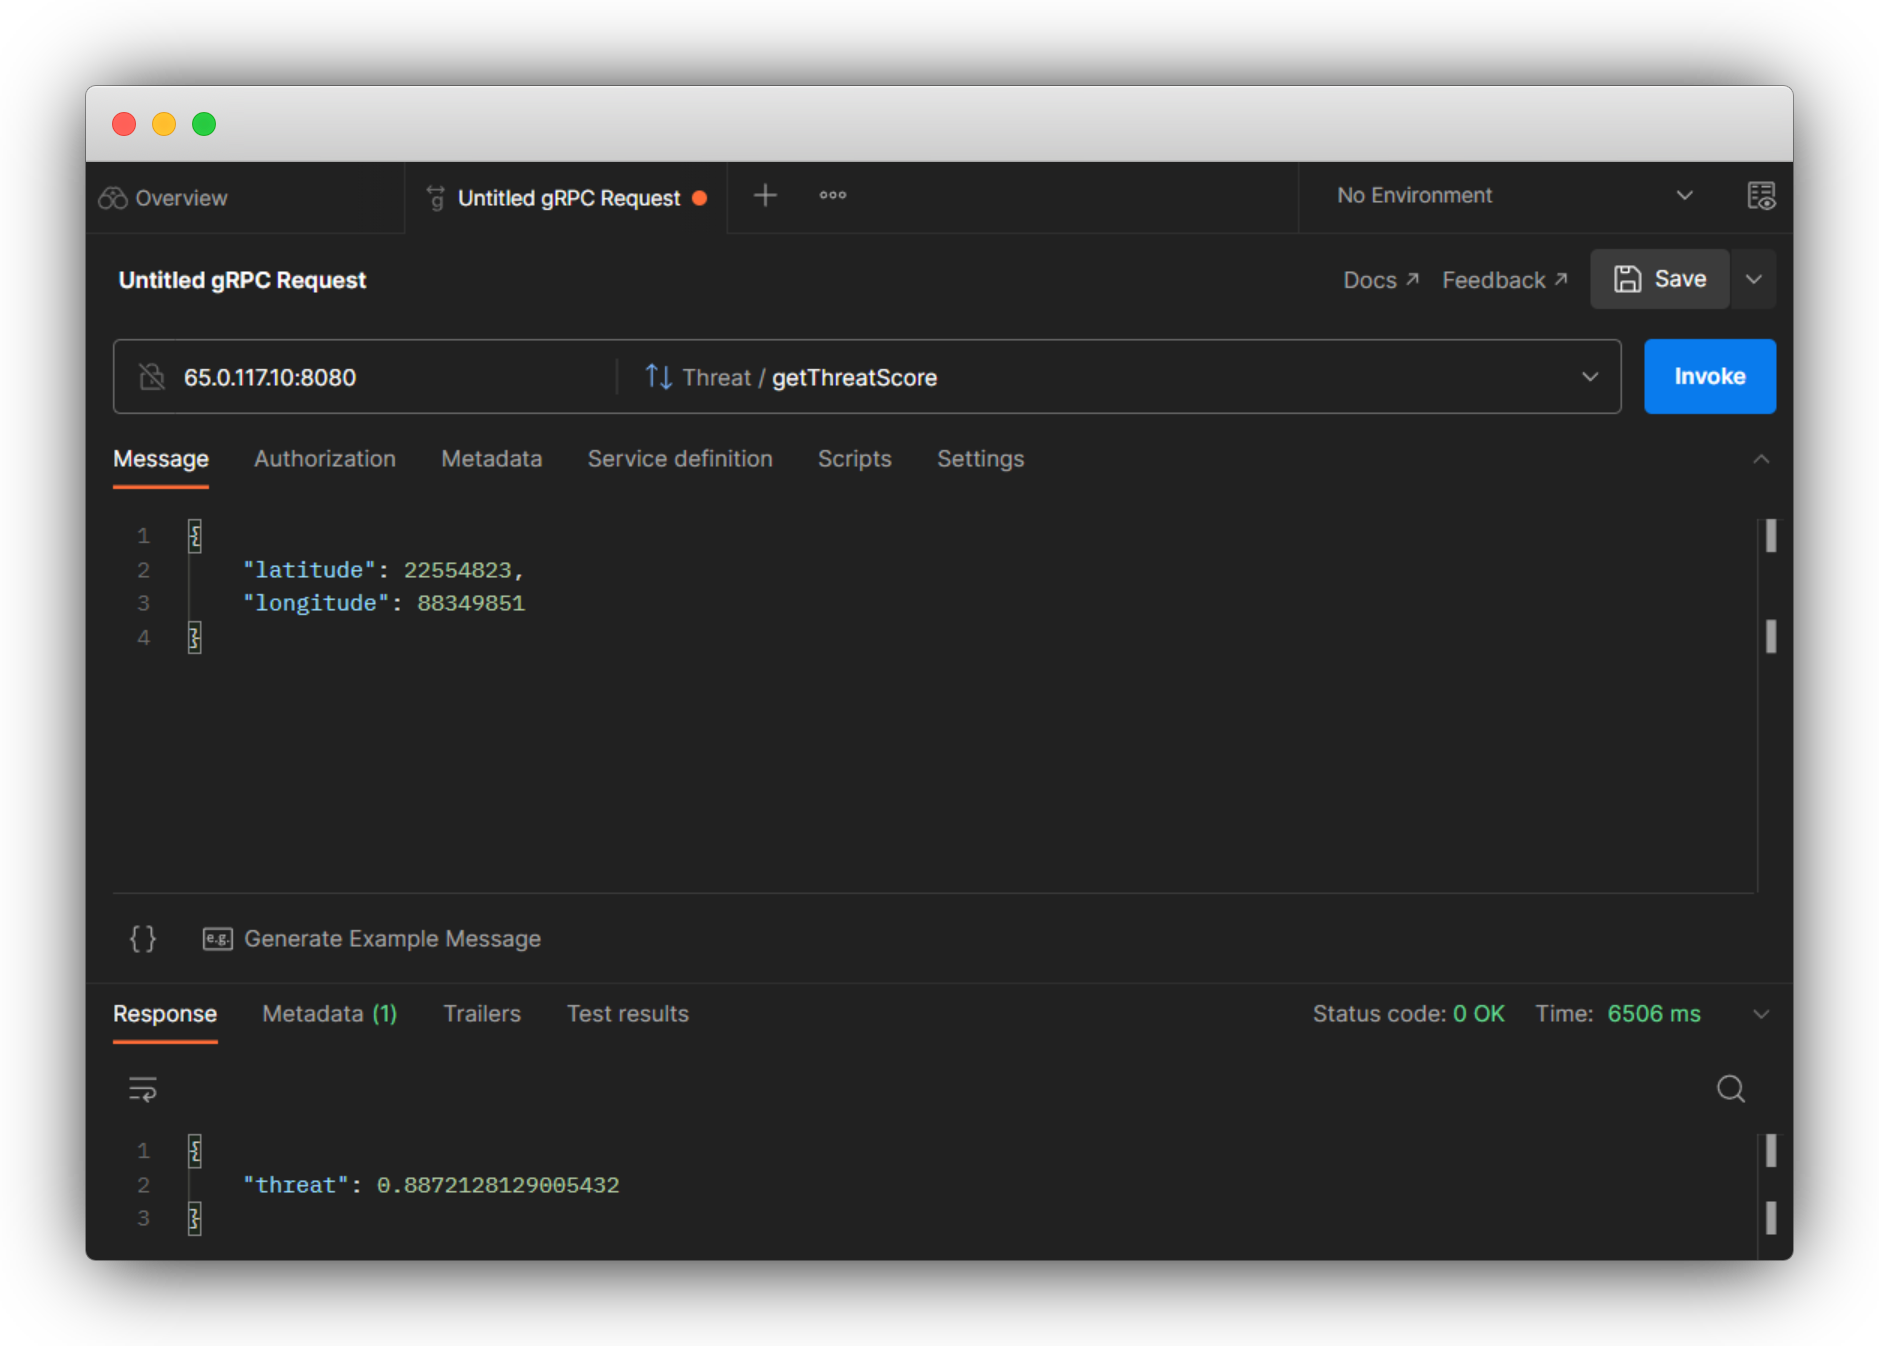 Overview
g Untitled gRPC Request
No Environment
Untitled gRPC Request
Docs Feedback Save
65.0.117.10:8080 Threat / getThreatScore Invoke
Message Authorization Metadata Service definition Scripts Settings
1 {
2 "latitude": 22554823,
3 "longitude": 88349851
4 }
{} e.g. Generate Example Message
Response Metadata (1) Trailers Test results Status code: 0 OK Time: 6506 ms
1 {
2 "threat": 0.8872128129005432
3 }